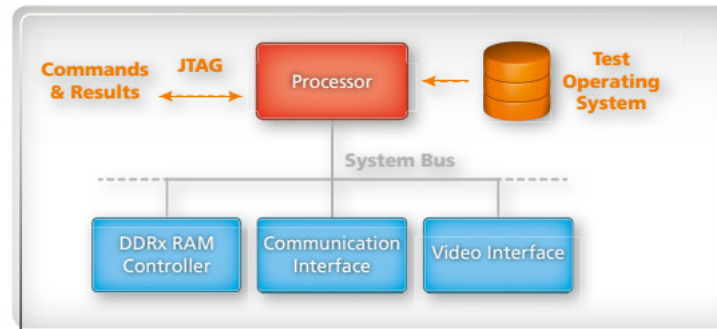 Commands
& Results
JTAG
Processor
Test
Operating
System
System Bus
DDRx RAM
Controller
Communication
Interface
Video Interface